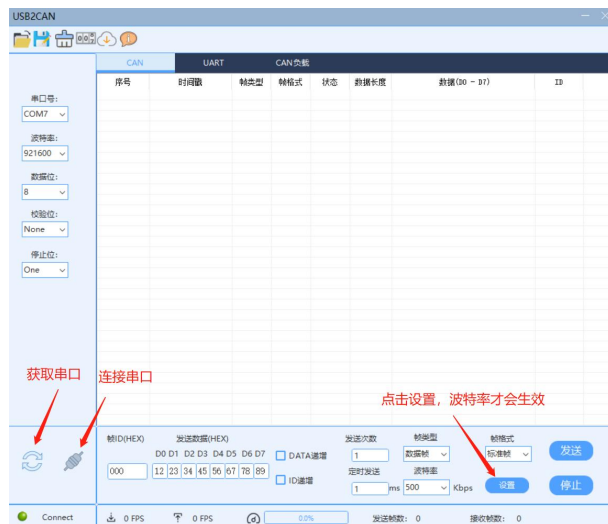 USB2CAN
CAN UART CAN负载
序号 时间戳 帧类型 帧格式 状态 数据长度 数据(D0 - D7) ID
串口号:
COM7
波特率:
921600
数据位:
8
校验位:
None
停止位:
One
获取串口 连接串口
点击设置，波特率才会生效
帧ID(HEX) 发送数据(HEX) 发送次数 帧类型 帧格式
D0 D1 D2 D3 D4 D5 D6 D7 DATA递增 1 数据帧 标准帧 发送
000 12 23 34 45 56 67 78 89 ID递增 定时发送 波特率
1 ms 500 Kbps 设置 停止
Connect 0 FPS 0 FPS 0.0% 发送帧数: 0 接收帧数: 0